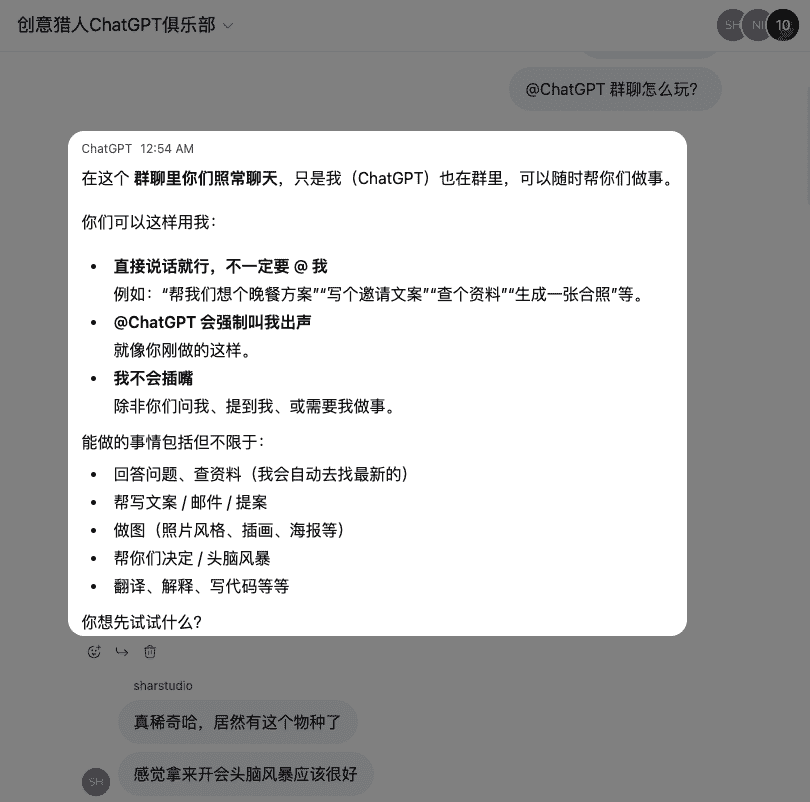 创意猎人ChatGPT俱乐部
SH NI 10
@ChatGPT 群聊怎么玩?
ChatGPT 12:54 AM
在这个 群聊里你们照常聊天，只是我（ChatGPT）也在群里，可以随时帮你们做事。
你们可以这样用我：
• 直接说话就行，不一定要 @ 我
例如：“帮我们想个晚餐方案”“写个邀请文案”“查个资料”“生成一张合照”等。
• @ChatGPT 会强制叫我出声
就像你刚做的这样。
• 我不会插嘴
除非你们问我、提到我、或需要我做事。
能做的事情包括但不限于：
• 回答问题、查资料（我会自动去找最新的）
• 帮写文案 / 邮件 / 提案
• 做图（照片风格、插画、海报等）
• 帮你们决定 / 头脑风暴
• 翻译、解释、写代码等等
你想先试试什么?
sharstudio
真稀奇哈，居然有这个物种了
SH 感觉拿来开会头脑风暴应该很好